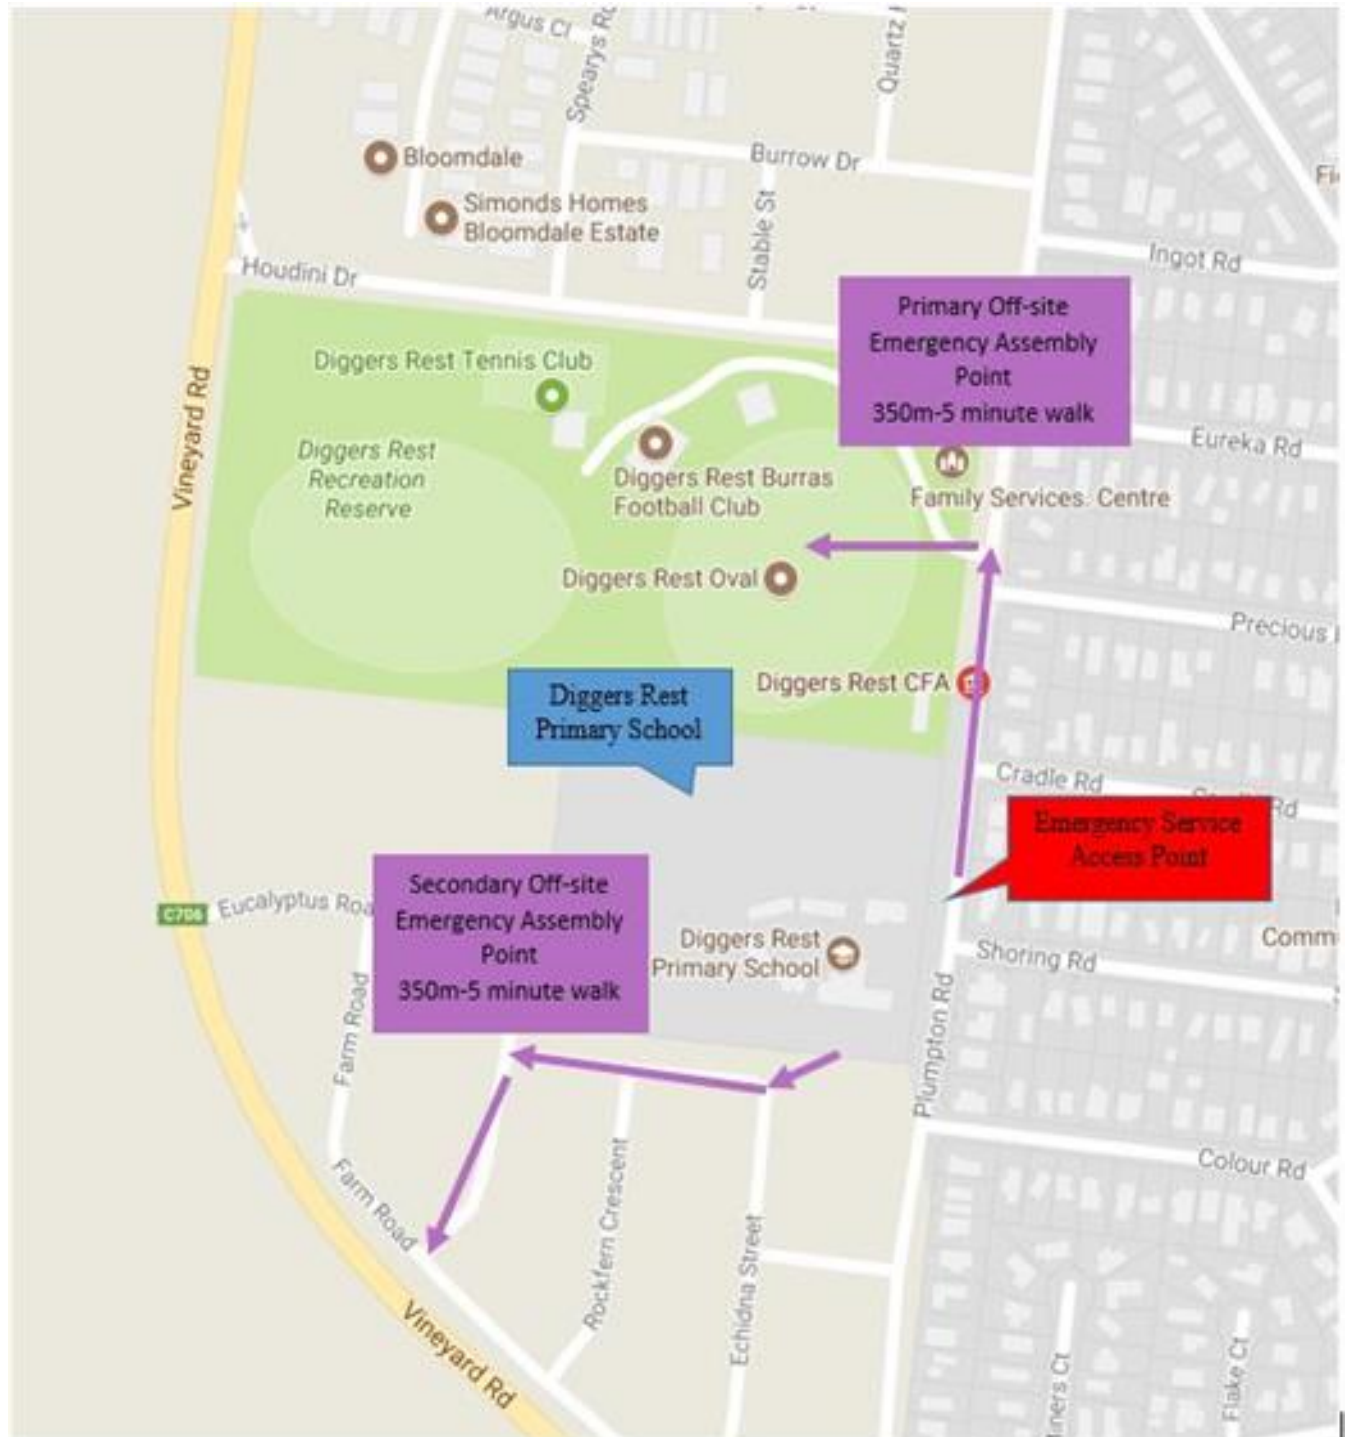 Argus Cl
Spearys Rd
Quartz
Bloomdale
Burrow Dr
Simonds Homes
Bloomdale Estate
Stable St
Ingot Rd
Houdini Dr
Primary Off-site
Emergency Assembly
Point
350m-5 minute walk
Diggers Rest Tennis Club
Vineyard Rd
Diggers Rest
Recreation
Reserve
Eureka Rd
Diggers Rest Burras
Football Club
Family Services. Centre
Diggers Rest Oval
Precious
Diggers Rest CFA
Diggers Rest
Primary School
Cradle Rd
Rd
Emergency Service
Access Point
Secondary Off-site
Emergency Assembly
Point
350m-5 minute walk
C706
Eucalyptus Roa
Diggers Rest
Primary School
Comm
Shoring Rd
Farm Road
Plumpton Rd
Colour Rd
Farm Road
Rockfern Crescent
Echidna Street
Vineyard Rd
iners Ct
Flake Ct